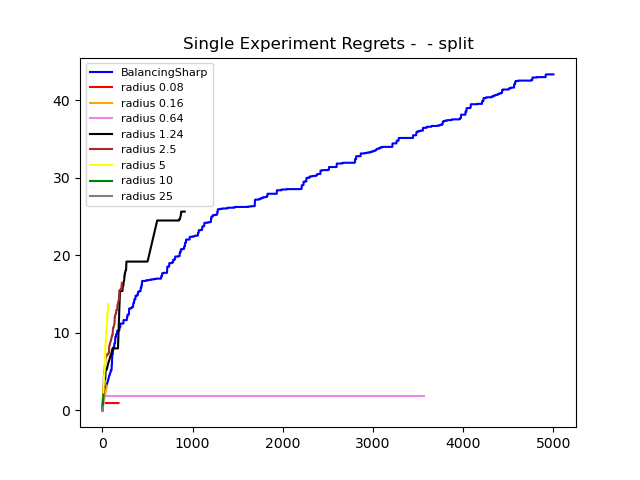 Single Experiment Regrets -  - split
BalancingSharp
radius 0.08
radius 0.16
radius 0.64
radius 1.24
radius 2.5
radius 5
radius 10
radius 25
40
30
20
10
0
0 1000 2000 3000 4000 5000